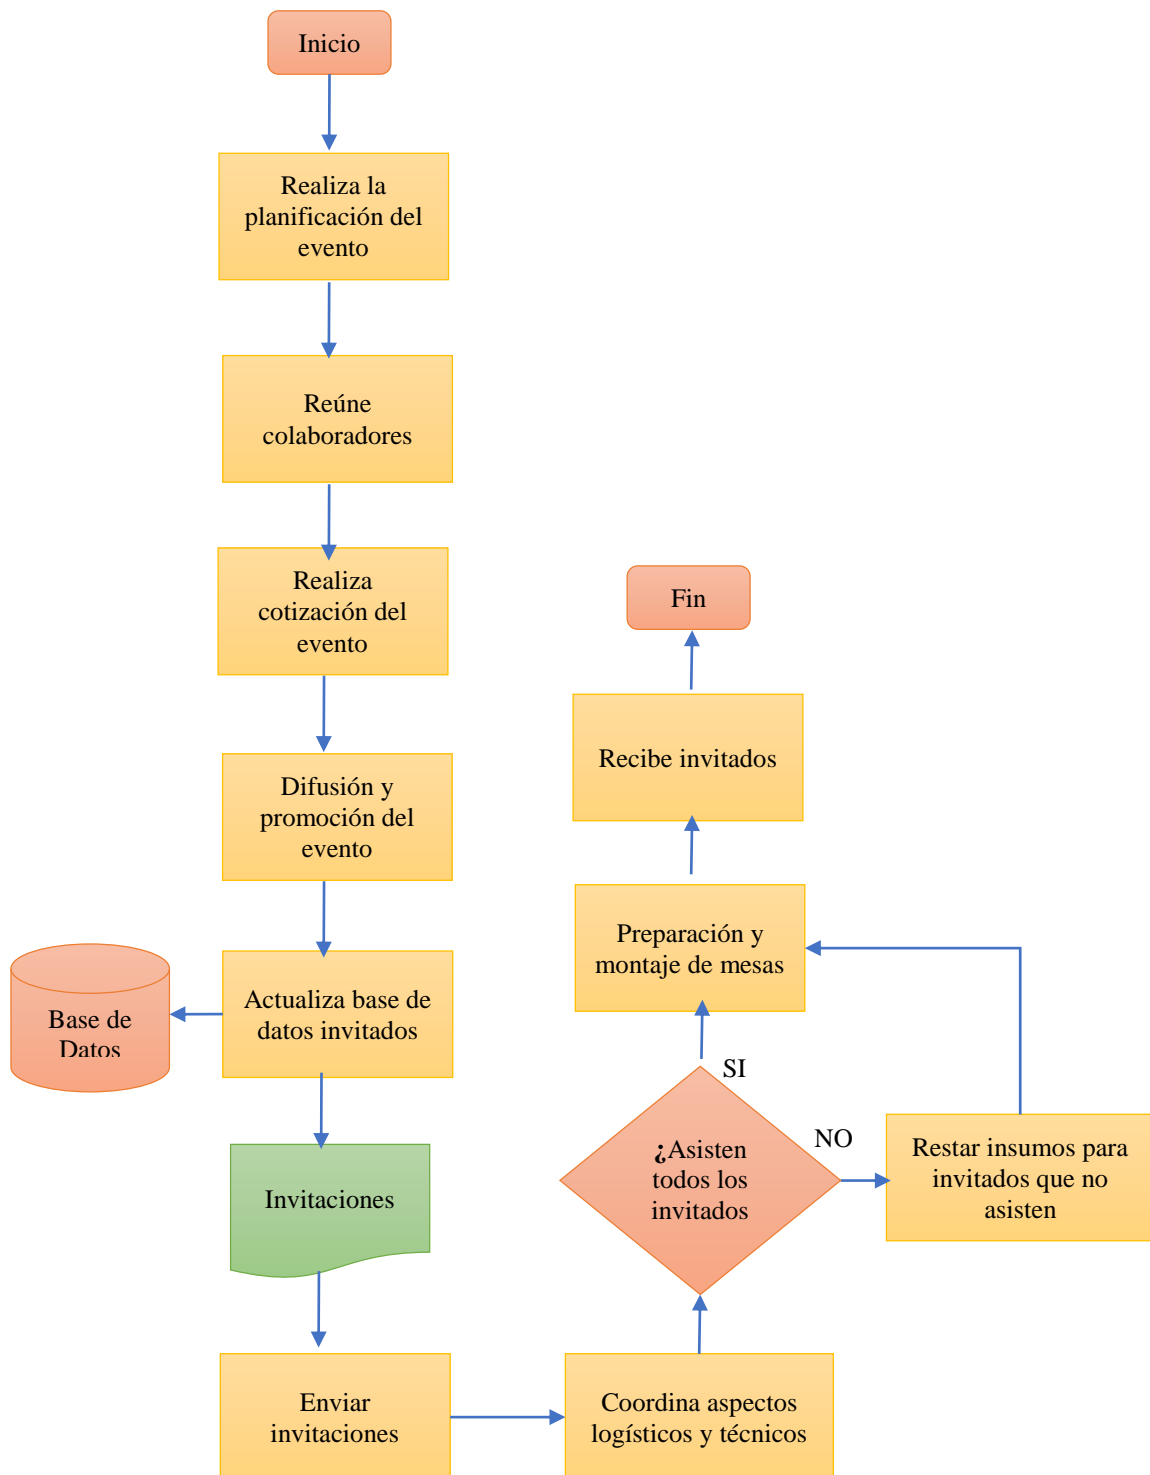 Inicio
Realiza la
planificación del
evento
Reúne
colaboradores
Realiza
cotización del
evento
Difusión y
promoción del
evento
Actualiza base de
datos invitados
Base de
Datos
Invitaciones
Enviar
invitaciones
Coordina aspectos
logísticos y técnicos
¿Asisten
todos los
invitados
SI
NO
Restar insumos para
invitados que no
asisten
Preparación y
montaje de mesas
Recibe invitados
Fin